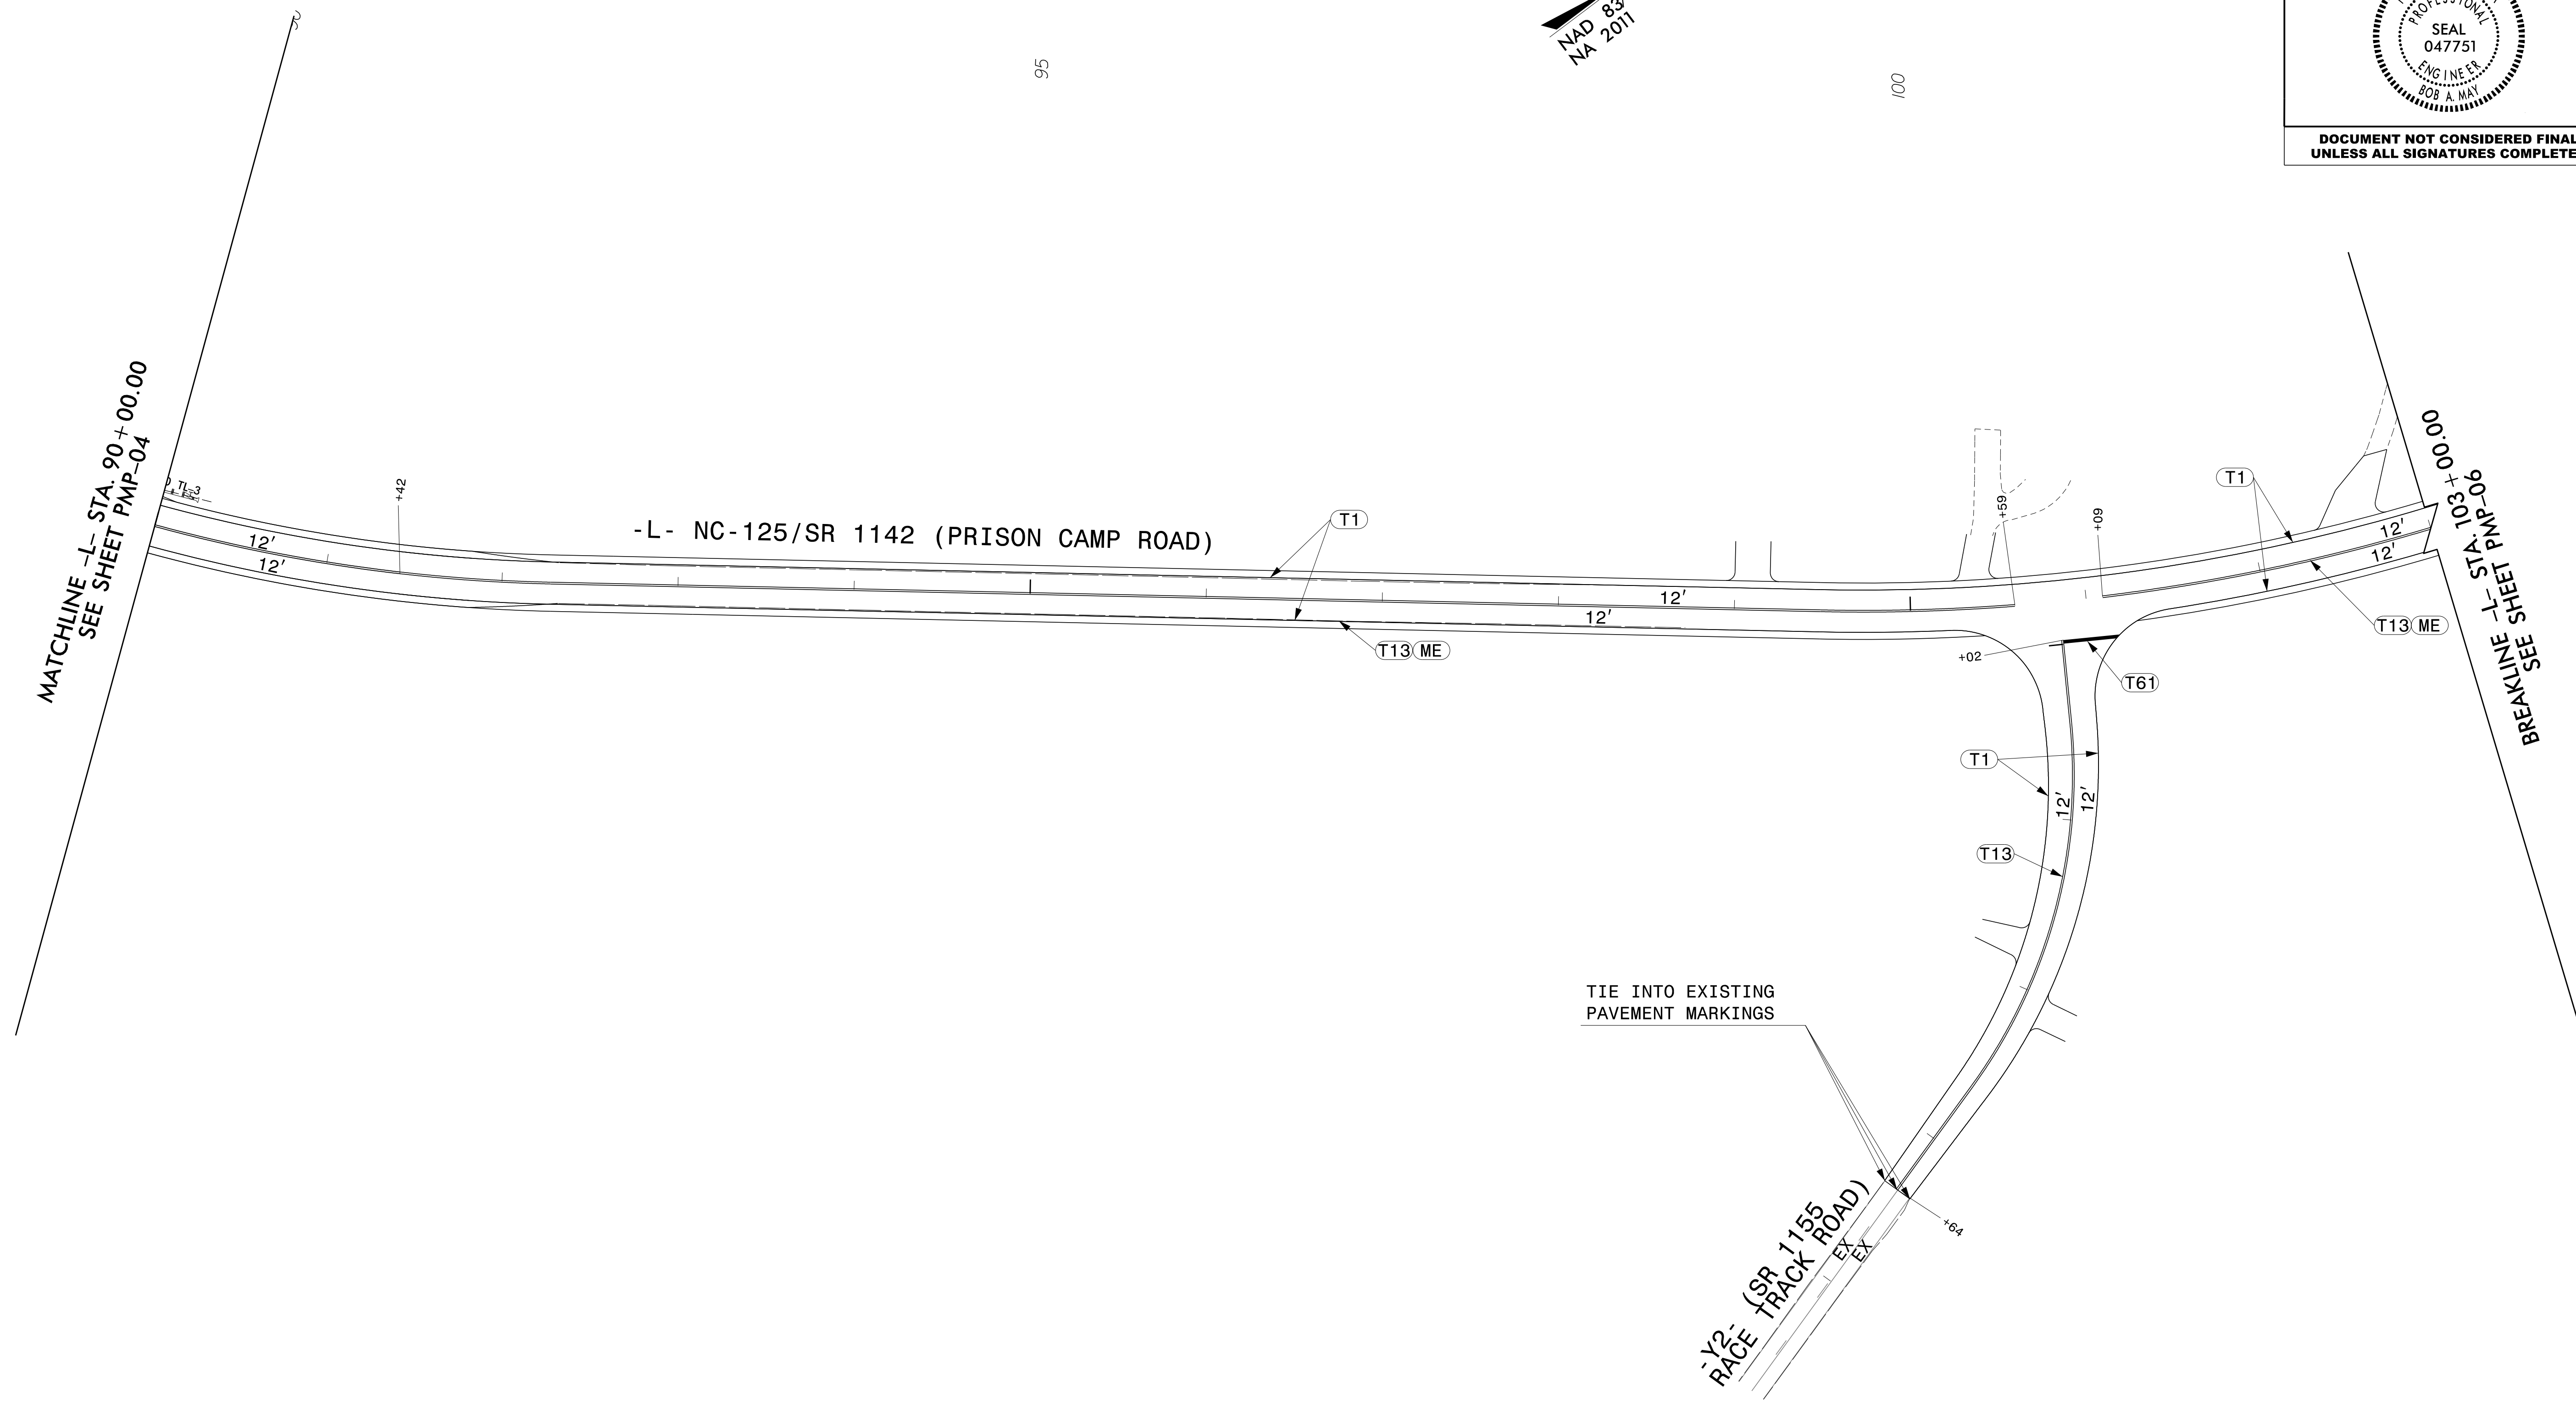 95
100
NAD 83/
NA 2011
PROFESSIONAL
SEAL
047751
ENGINEER
BOB A. MAY
DOCUMENT NOT CONSIDERED FINAL
UNLESS ALL SIGNATURES COMPLETE
MATCHLINE -L- STA. 90+00.00
SEE SHEET PMP-04
TL-3
+42
12'
12'
-L- NC-125/SR 1142 (PRISON CAMP ROAD)
T1
12'
12'
T13 ME
+59
+09
T1
12'
12'
T13 ME
BREAKLINE -L- STA. 103+00.00
SEE SHEET PMP-06
+02
T61
T1
12'
12'
T13
TIE INTO EXISTING
PAVEMENT MARKINGS
+64
EX
EX
-Y2- (SR 1155
RACE TRACK ROAD)